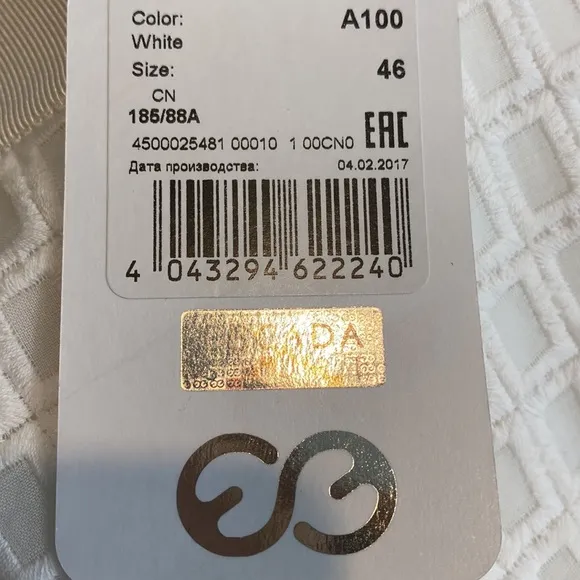 Color: A100
White
Size: 46
CN
185/88A
4500025481 00010 1 00CN0 EAC
Дата производства: 04.02.2017
4 043294 622240